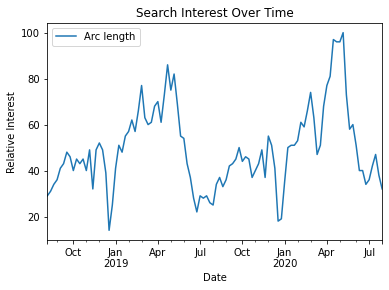 Search Interest Over Time
Arc length
Relative Interest
100
80
60
40
20
Oct
Jan
2019
Apr
Jul
Oct
Jan
2020
Apr
Jul
Date